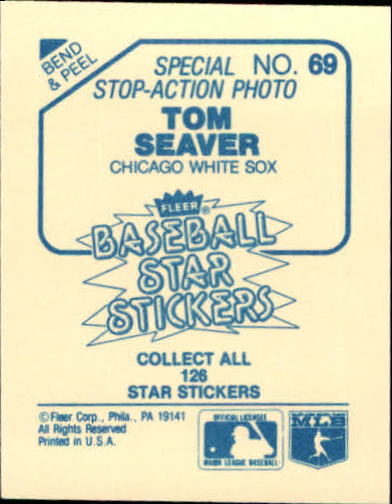 BEND
& PEEL
SPECIAL NO. 69
STOP-ACTION PHOTO
TOM
SEAVER
CHICAGO WHITE SOX
FLEER®
BASEBALL
STAR
STICKERS
COLLECT ALL
126
STAR STICKERS
© Fleer Corp., Phila., PA 19141
All Rights Reserved
Printed in U.S.A.
OFFICIAL LICENSEE
MAJOR LEAGUE BASEBALL
MLB